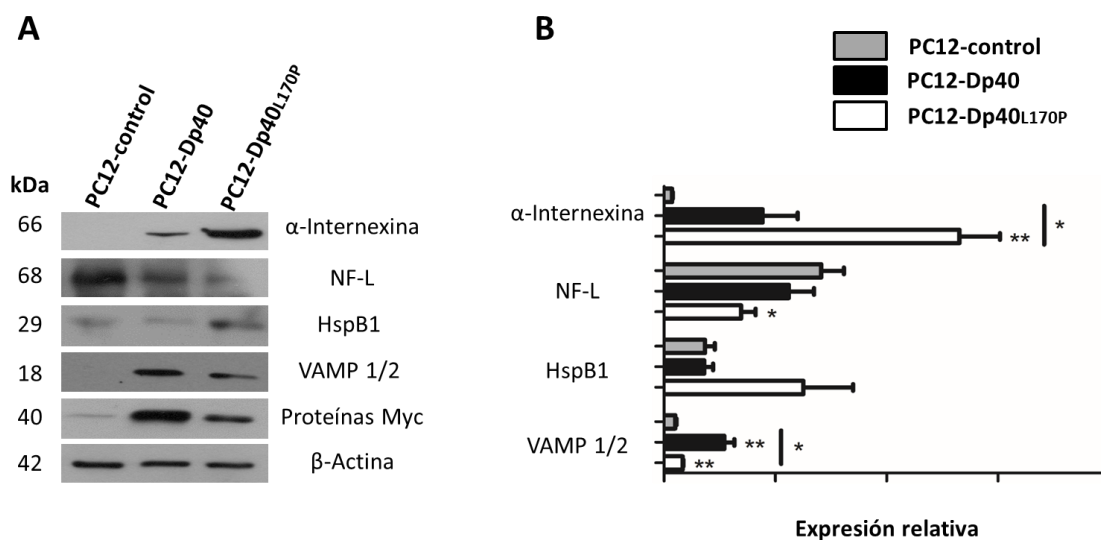 A
kDa
PC12-control
PC12-Dp40
PC12-Dp40L170P
66
α-Internexina
68
NF-L
29
HspB1
18
VAMP 1/2
40
Proteínas Myc
42
β-Actina
B
PC12-control
PC12-Dp40
PC12-Dp40L170P
α-Internexina
** *
NF-L
*
HspB1
VAMP 1/2
** *
**
Expresión relativa